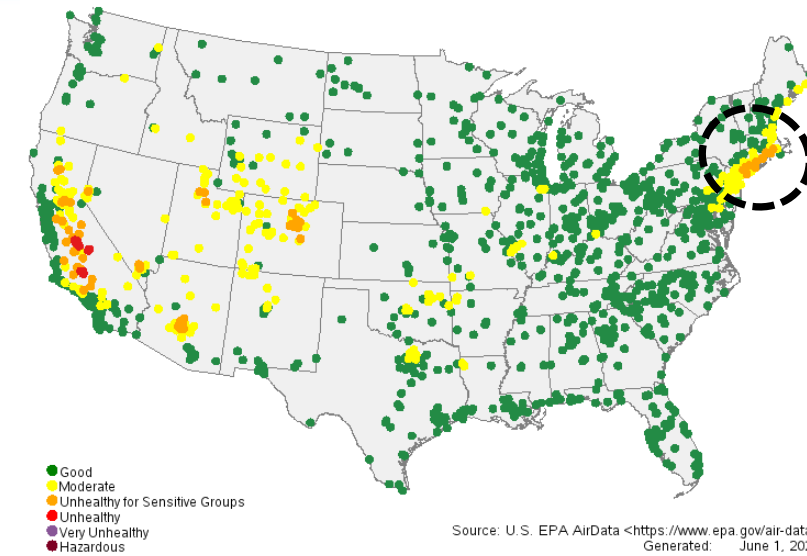 Good
Moderate
Unhealthy for Sensitive Groups
Unhealthy
Very Unhealthy
Hazardous
Source: U.S. EPA AirData <https://www.epa.gov/air-dat
Generated: June 1, 20